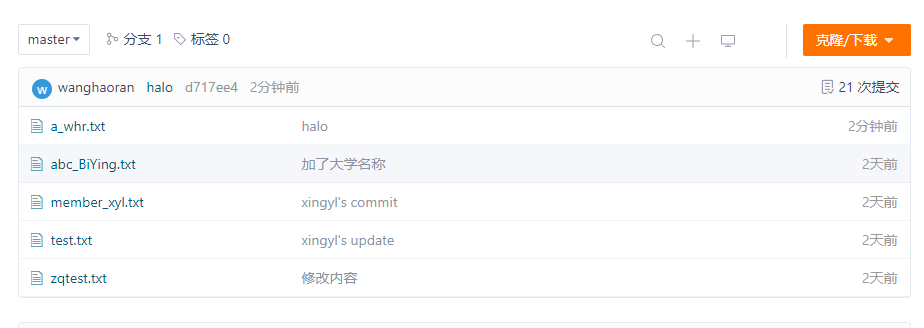 master 分支 1 标签 0 克隆/下载
w wanghaoran halo d717ee4 2分钟前 21 次提交
a_whr.txt halo 2分钟前
abc_BiYing.txt 加了大学名称 2天前
member_xyl.txt xingyl's commit 2天前
test.txt xingyl's update 2天前
zqtest.txt 修改内容 2天前